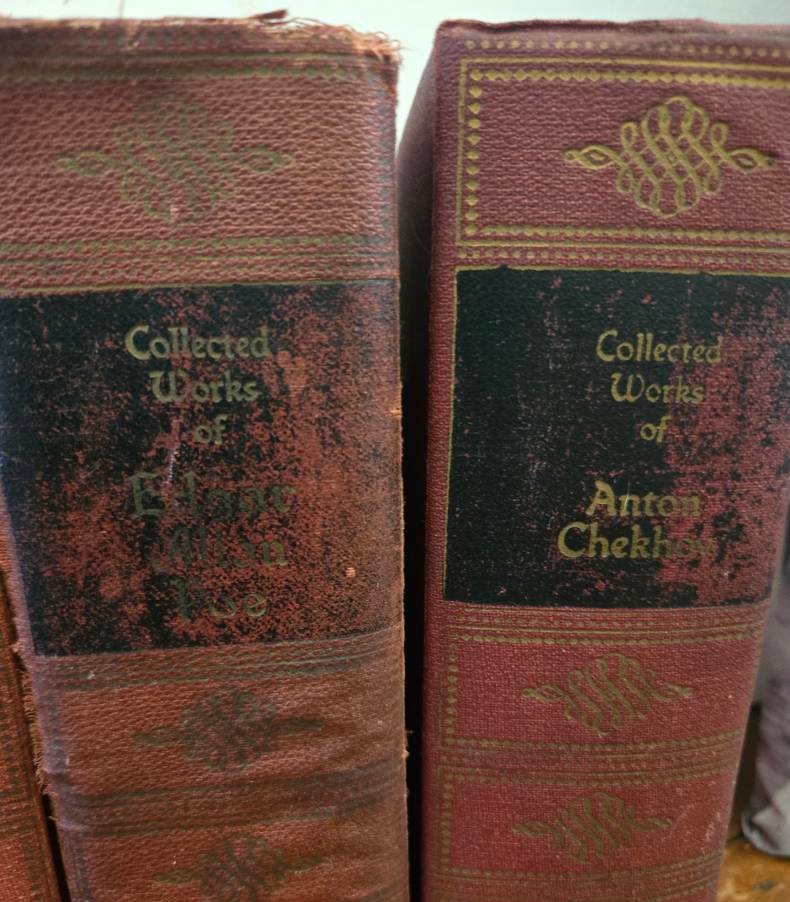 Collected
Works
of
Edgar
Allan
Poe
Collected
Works
of
Anton
Chekhov